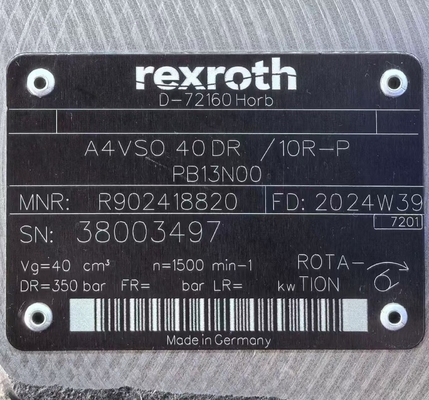 rexroth
D-72160 Horb
A4VSO 40 DR /10R-P
PB13N00
MNR: R902418820 FD: 2024W39
7201
SN: 38003497
Vg=40 cm³ n=1500 min-1 ROTA-
DR=350 bar FR= bar LR= kw TION
Made in Germany